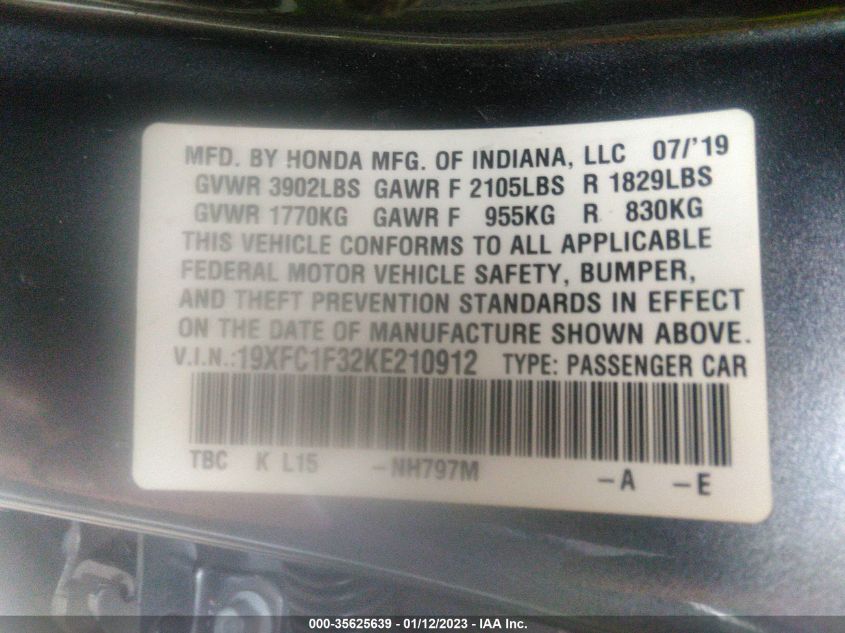 MFD. BY HONDA MFG. OF INDIANA, LLC 07/'19
GVWR 3902LBS GAWR F 2105LBS R 1829LBS
GVWR 1770KG GAWR F 955KG R 830KG
THIS VEHICLE CONFORMS TO ALL APPLICABLE
FEDERAL MOTOR VEHICLE SAFETY, BUMPER,
AND THEFT PREVENTION STANDARDS IN EFFECT
ON THE DATE OF MANUFACTURE SHOWN ABOVE.
V.I.N.:19XFC1F32KE210912 TYPE: PASSENGER CAR
TBC K L15 -NH797M -A -E
000-35625639 - 01/12/2023 - IAA Inc.